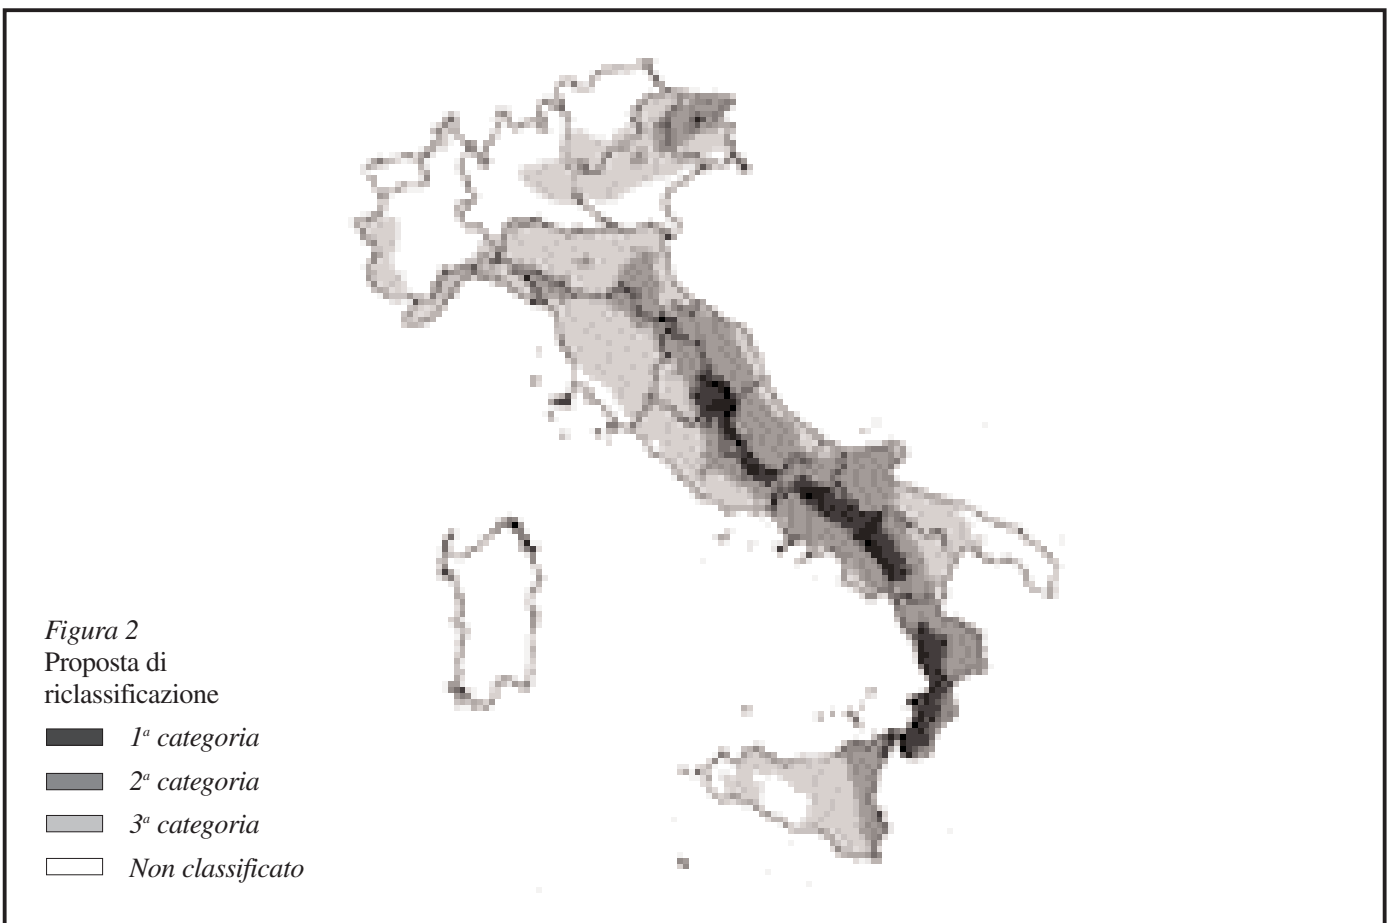 Figura 2
Proposta di
riclassificazione
1ª categoria
2ª categoria
3ª categoria
Non classificato